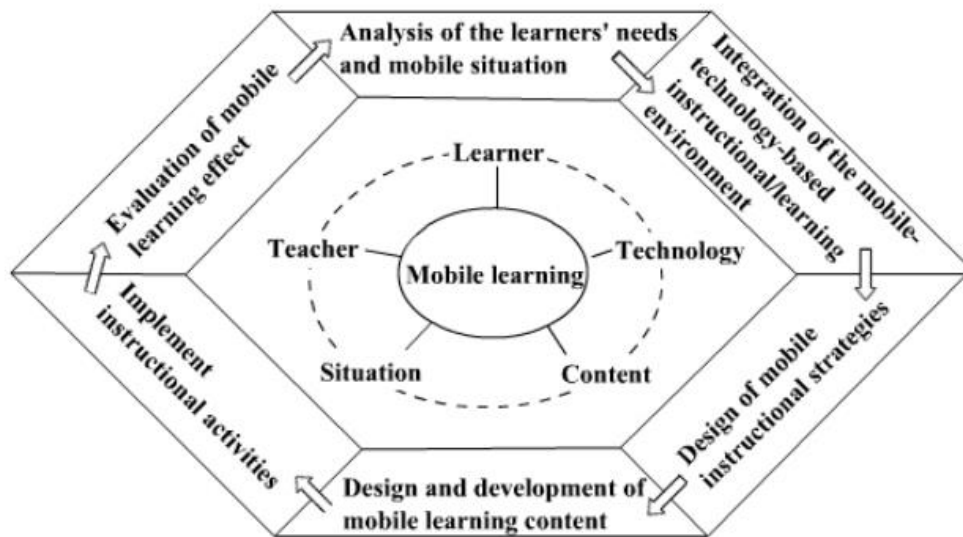 Analysis of the learners' needs
and mobile situation
Integration of the mobile-
technology-based
instructional/learning
environment
Design of mobile
instructional strategies
Design and development of
mobile learning content
Implement
instructional activities
Evaluation of mobile
learning effect
Learner
Teacher
Technology
Mobile learning
Situation
Content